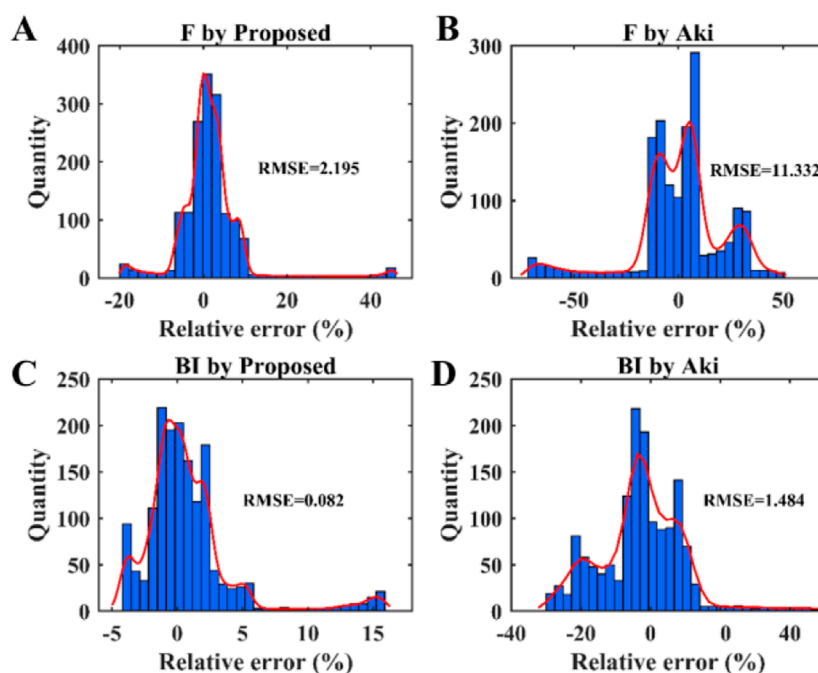 A
F by Proposed
400
300
200
100
0
Quantity
RMSE=2.195
-20
0
20
40
Relative error (%)
B
F by Aki
300
200
100
0
Quantity
RMSE=11.332
-50
0
50
Relative error (%)
C
BI by Proposed
250
200
150
100
50
0
Quantity
RMSE=0.082
-5
0
5
10
15
Relative error (%)
D
BI by Aki
250
200
150
100
50
0
Quantity
RMSE=1.484
-40
-20
0
0
40
Relative error (%)